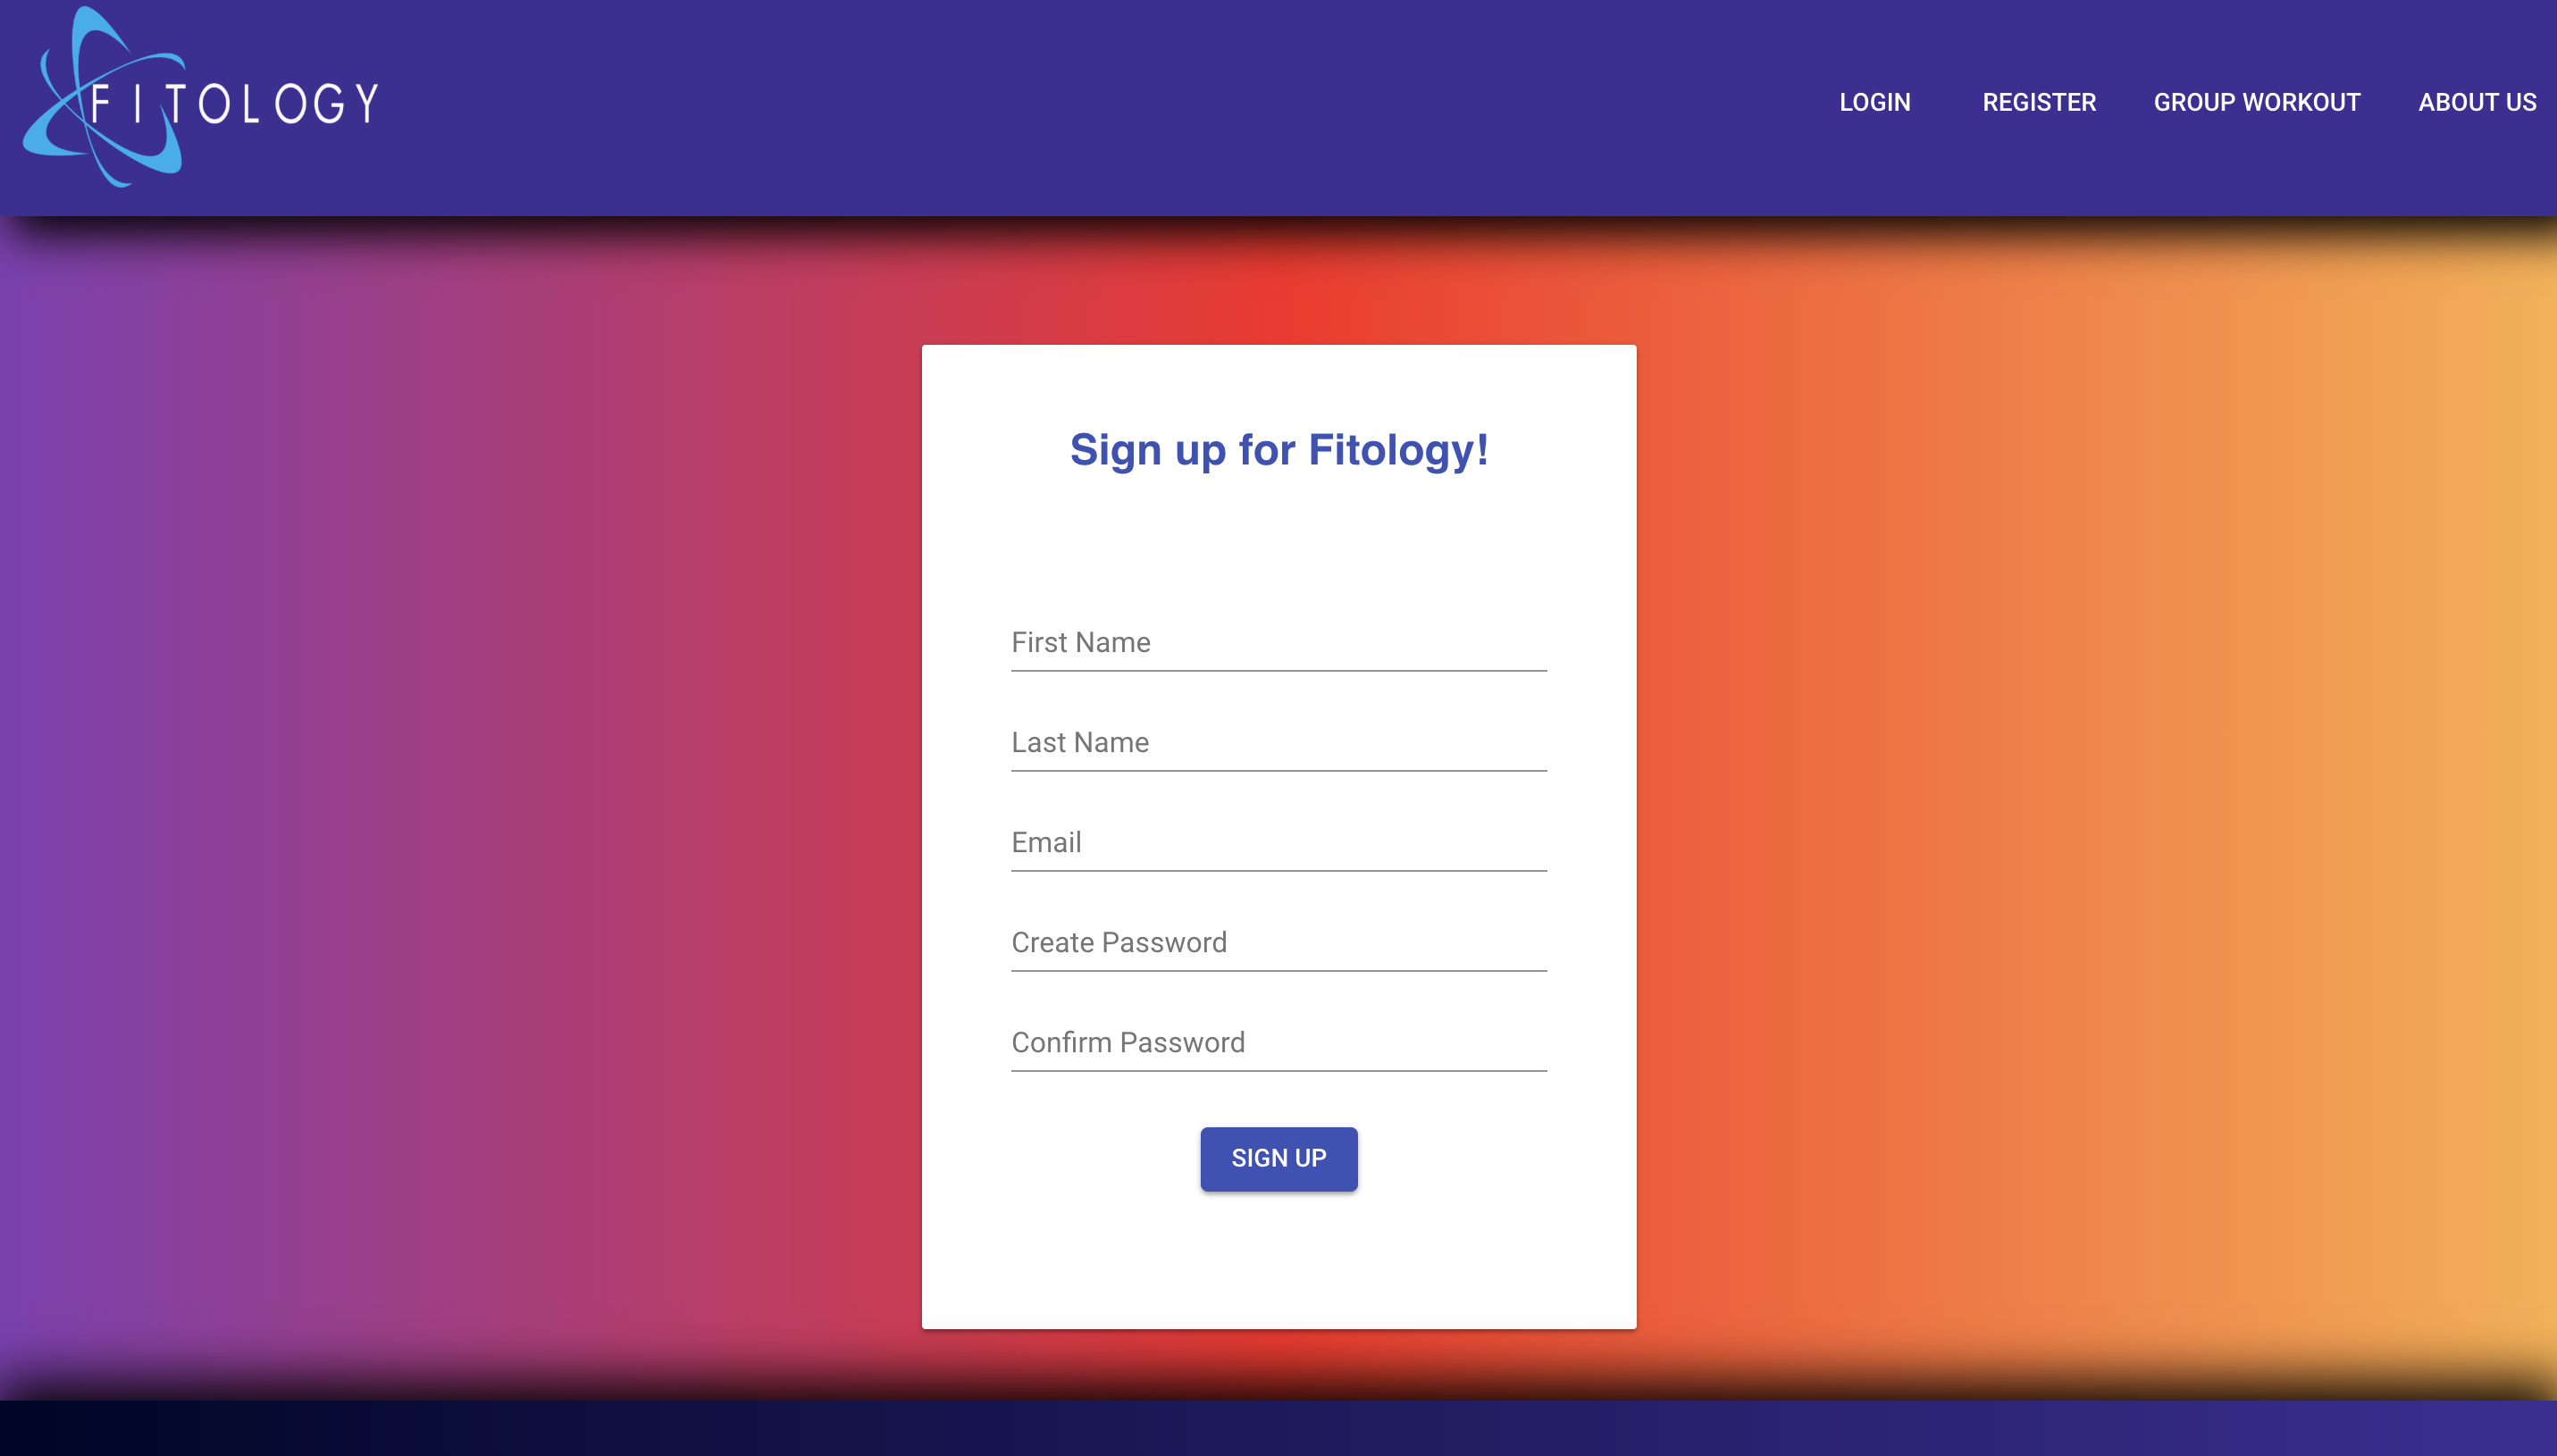 FITOLOGY
LOGIN REGISTER GROUP WORKOUT ABOUT US
Sign up for Fitology!
First Name
Last Name
Email
Create Password
Confirm Password
SIGN UP